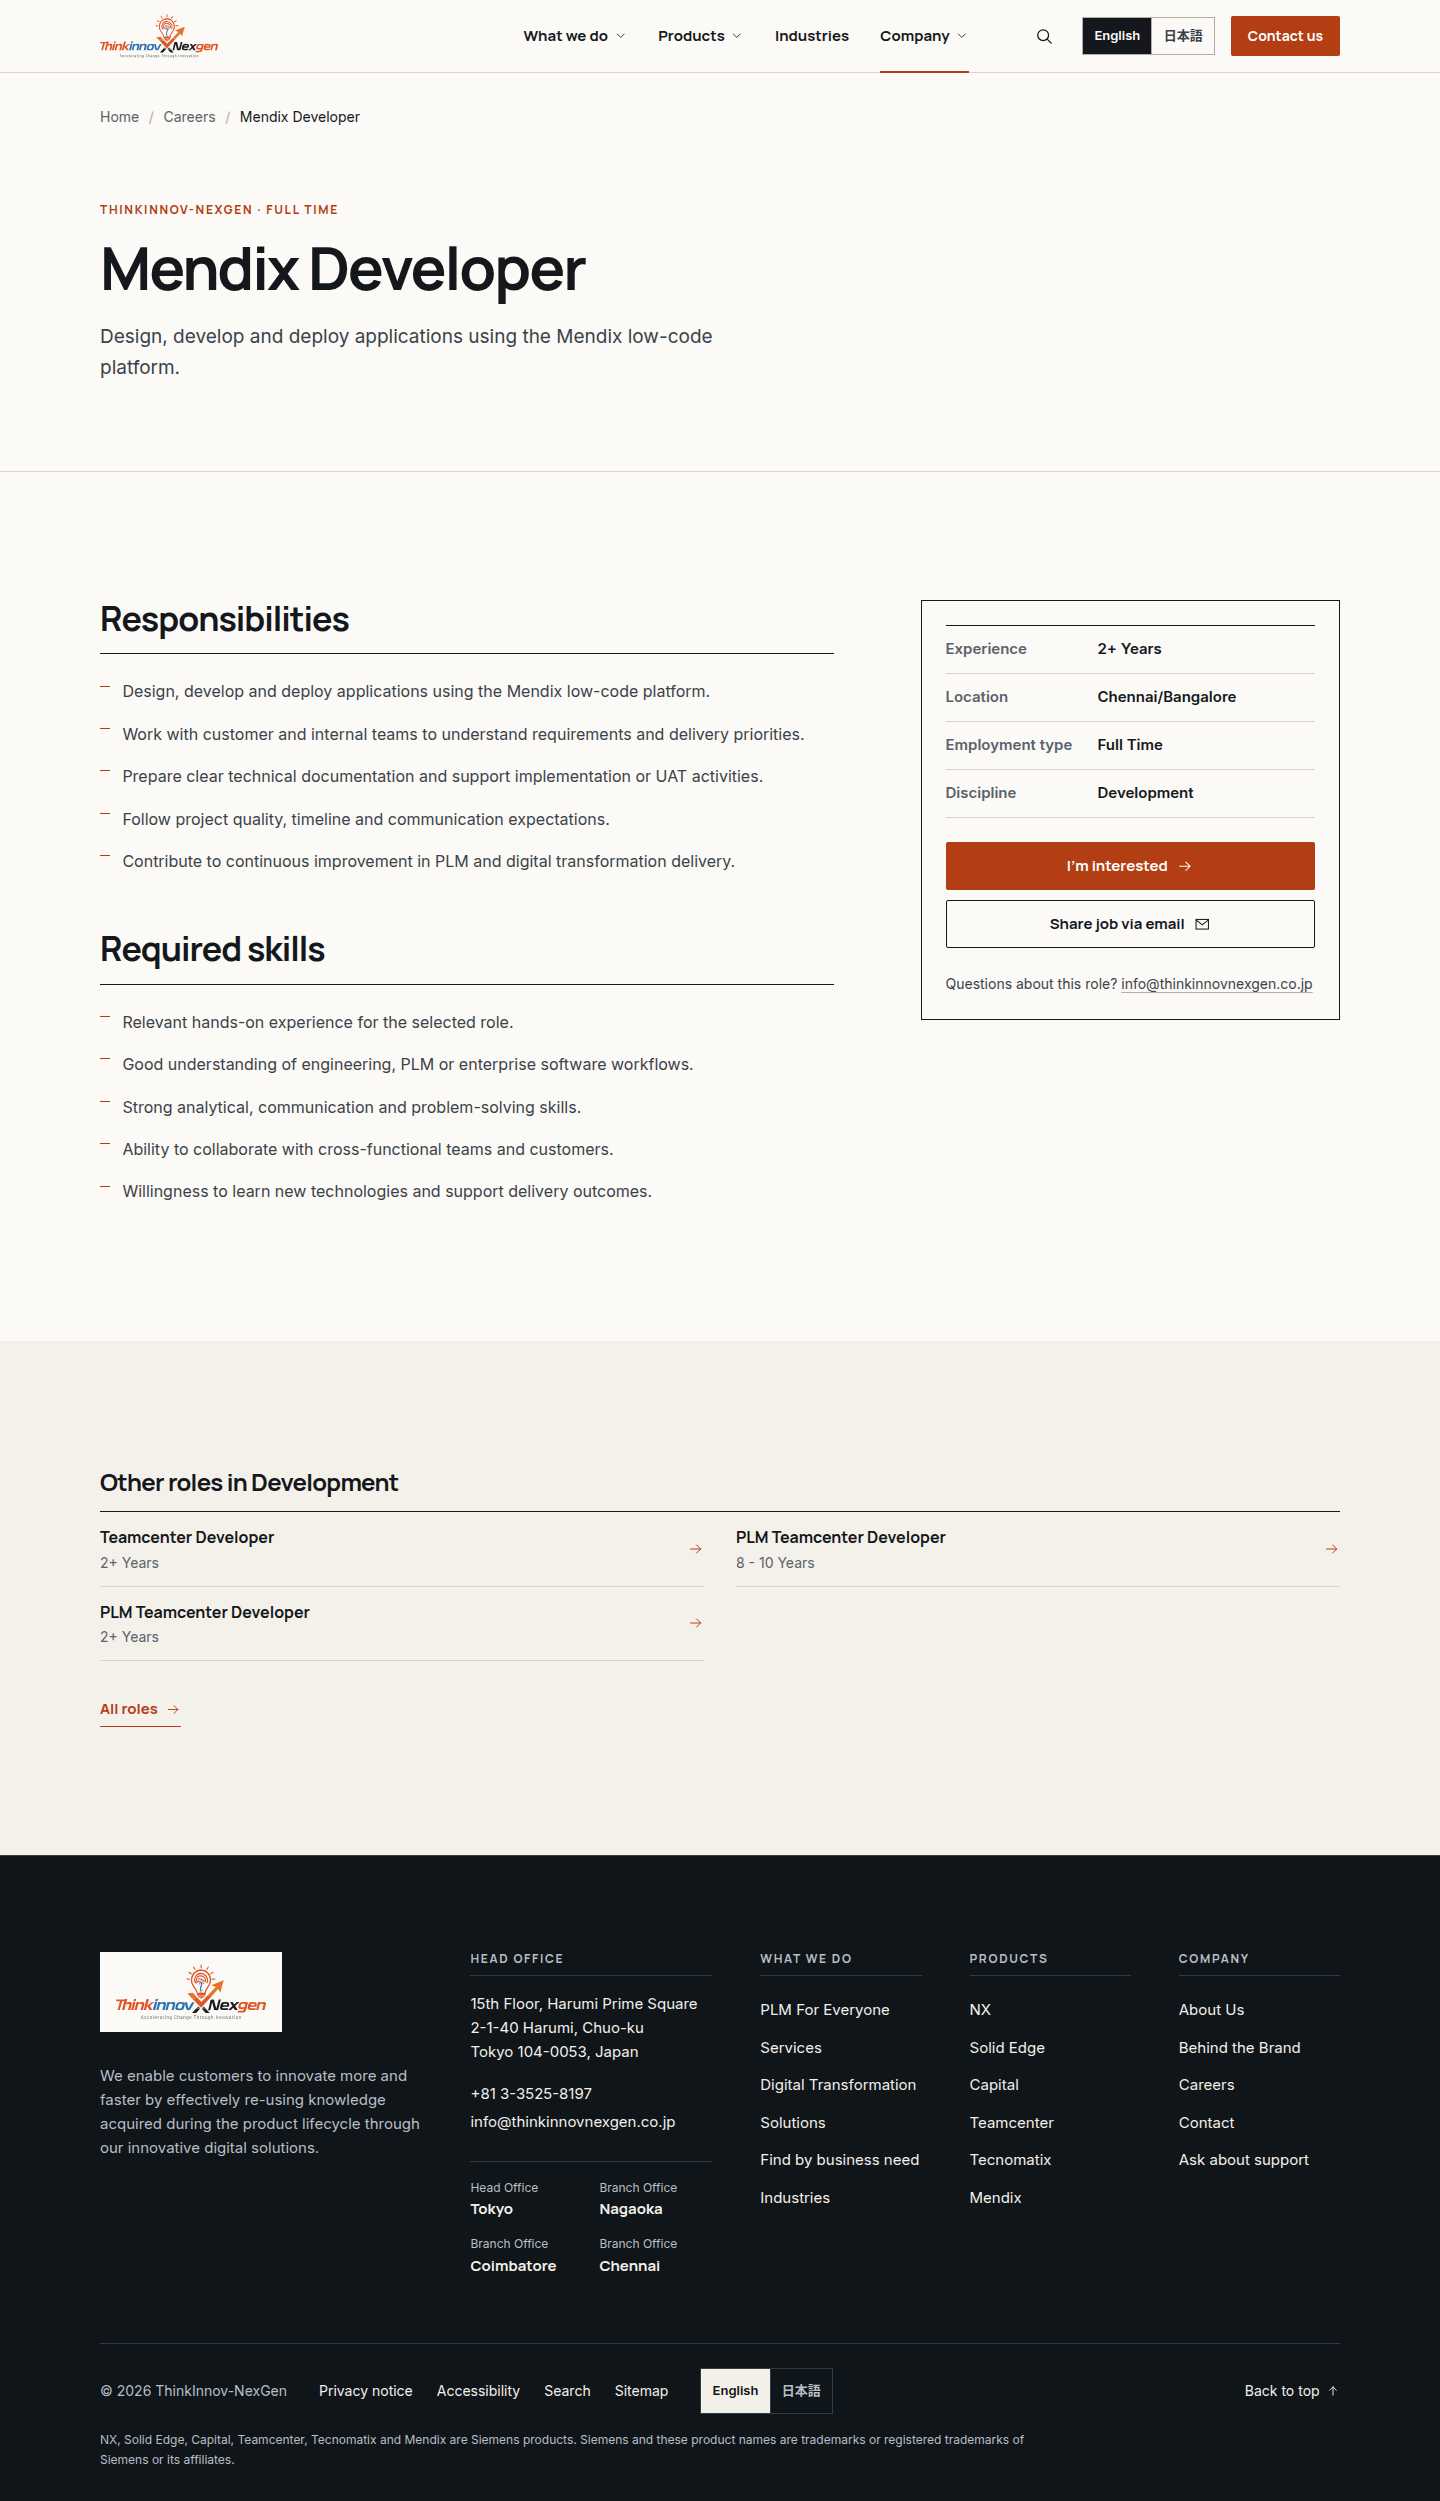 ThinkinnovXNexgen
Accelerating Change Through Innovation
What we do
Products
Industries
Company
English
日本語
Contact us
Home / Careers / Mendix Developer
THINKINNOV-NEXGEN · FULL TIME
Mendix Developer
Design, develop and deploy applications using the Mendix low-code
platform.
Responsibilities
Design, develop and deploy applications using the Mendix low-code platform.
Work with customer and internal teams to understand requirements and delivery priorities.
Prepare clear technical documentation and support implementation or UAT activities.
Follow project quality, timeline and communication expectations.
Contribute to continuous improvement in PLM and digital transformation delivery.
Required skills
Relevant hands-on experience for the selected role.
Good understanding of engineering, PLM or enterprise software workflows.
Strong analytical, communication and problem-solving skills.
Ability to collaborate with cross-functional teams and customers.
Willingness to learn new technologies and support delivery outcomes.
Experience 2+ Years
Location Chennai/Bangalore
Employment type Full Time
Discipline Development
I'm interested →
Share job via email
Questions about this role? info@thinkinnovnexgen.co.jp
Other roles in Development
Teamcenter Developer
2+ Years
→
PLM Teamcenter Developer
8 - 10 Years
→
PLM Teamcenter Developer
2+ Years
→
All roles →
ThinkinnovXNexgen
Accelerating Change Through Innovation
We enable customers to innovate more and
faster by effectively re-using knowledge
acquired during the product lifecycle through
our innovative digital solutions.
HEAD OFFICE
15th Floor, Harumi Prime Square
2-1-40 Harumi, Chuo-ku
Tokyo 104-0053, Japan
+81 3-3525-8197
info@thinkinnovnexgen.co.jp
Head Office
Tokyo
Branch Office
Nagaoka
Branch Office
Coimbatore
Branch Office
Chennai
WHAT WE DO
PLM For Everyone
Services
Digital Transformation
Solutions
Find by business need
Industries
PRODUCTS
NX
Solid Edge
Capital
Teamcenter
Tecnomatix
Mendix
COMPANY
About Us
Behind the Brand
Careers
Contact
Ask about support
© 2026 ThinkInnov-NexGen
Privacy notice
Accessibility
Search
Sitemap
English
日本語
Back to top ↑
NX, Solid Edge, Capital, Teamcenter, Tecnomatix and Mendix are Siemens products. Siemens and these product names are trademarks or registered trademarks of
Siemens or its affiliates.